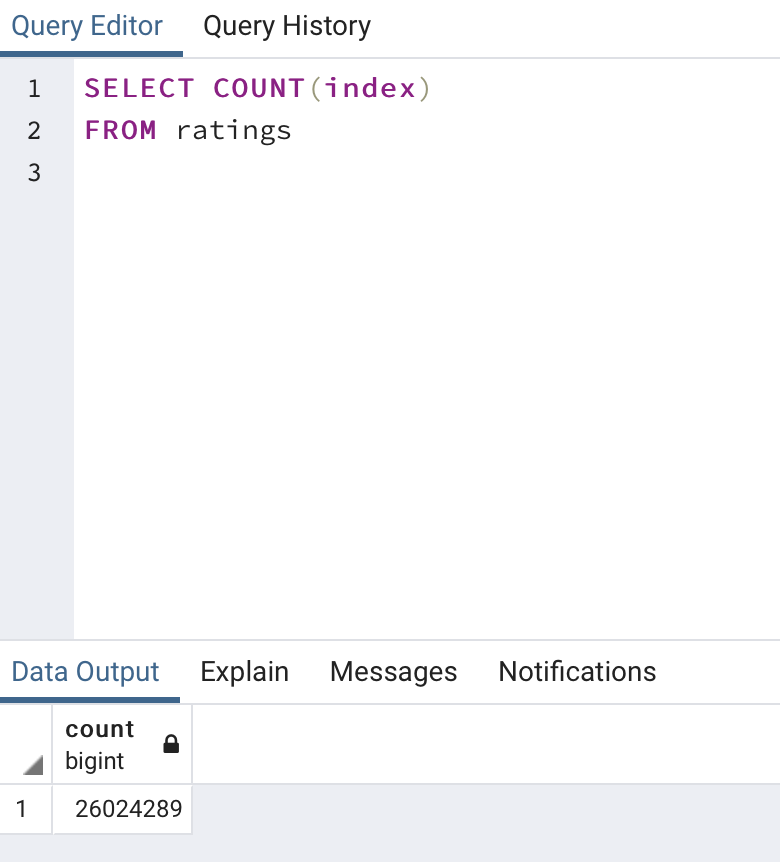 Query Editor Query History
1 SELECT COUNT(index)
2 FROM ratings
3
Data Output Explain Messages Notifications
count
bigint
1 26024289